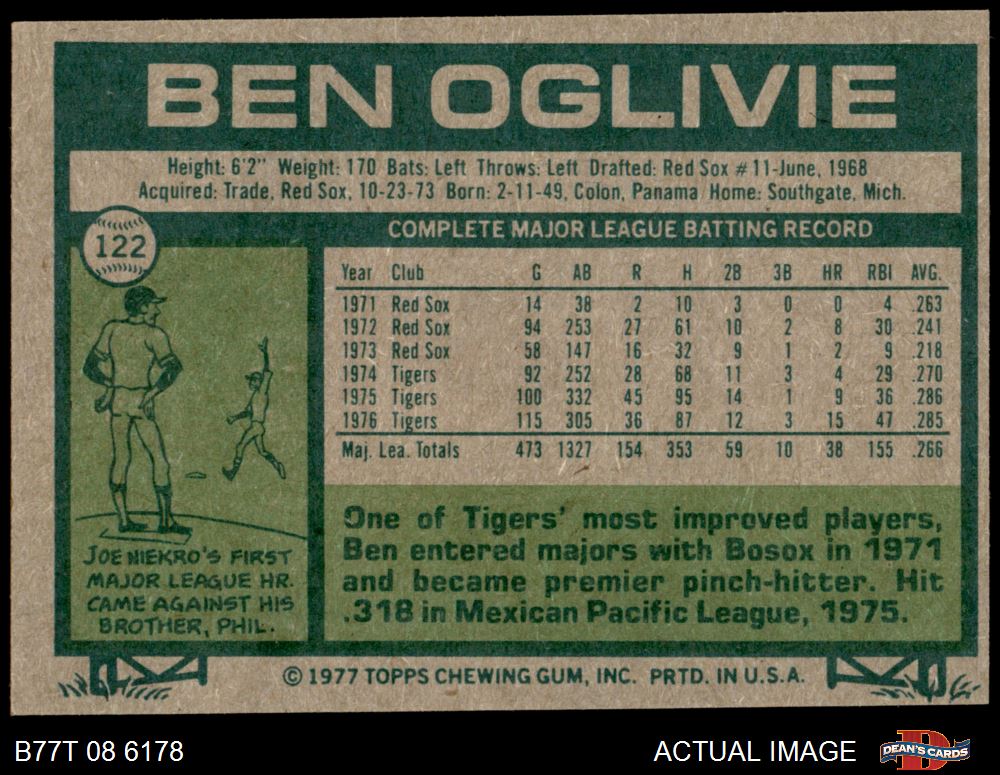 BEN OGLIVIE
Height: 6'2" Weight: 170 Bats: Left Throws: Left Drafted: Red Sox #11-June, 1968
Acquired: Trade, Red Sox, 10-23-73 Born: 2-11-49, Colon, Panama Home: Southgate, Mich.
122
COMPLETE MAJOR LEAGUE BATTING RECORD
Year Club G AB R H 2B 3B HR RBI AVG.
1971 Red Sox 14 38 2 10 3 0 0 4 .263
1972 Red Sox 94 253 27 61 10 2 8 30 .241
1973 Red Sox 58 147 16 32 9 1 2 9 .218
1974 Tigers 92 252 28 68 11 3 4 29 .270
1975 Tigers 100 332 45 95 14 1 9 36 .286
1976 Tigers 115 305 36 87 12 3 15 47 .285
Maj. Lea. Totals 473 1327 154 353 59 10 38 155 .266
JOE NIEKRO'S FIRST
MAJOR LEAGUE HR.
CAME AGAINST HIS
BROTHER, PHIL.
One of Tigers' most improved players,
Ben entered majors with Bosox in 1971
and became premier pinch-hitter. Hit
.318 in Mexican Pacific League, 1975.
© 1977 TOPPS CHEWING GUM, INC. PRTD. IN U.S.A.
B77T 08 6178
ACTUAL IMAGE
D
DEAN'S CARDS